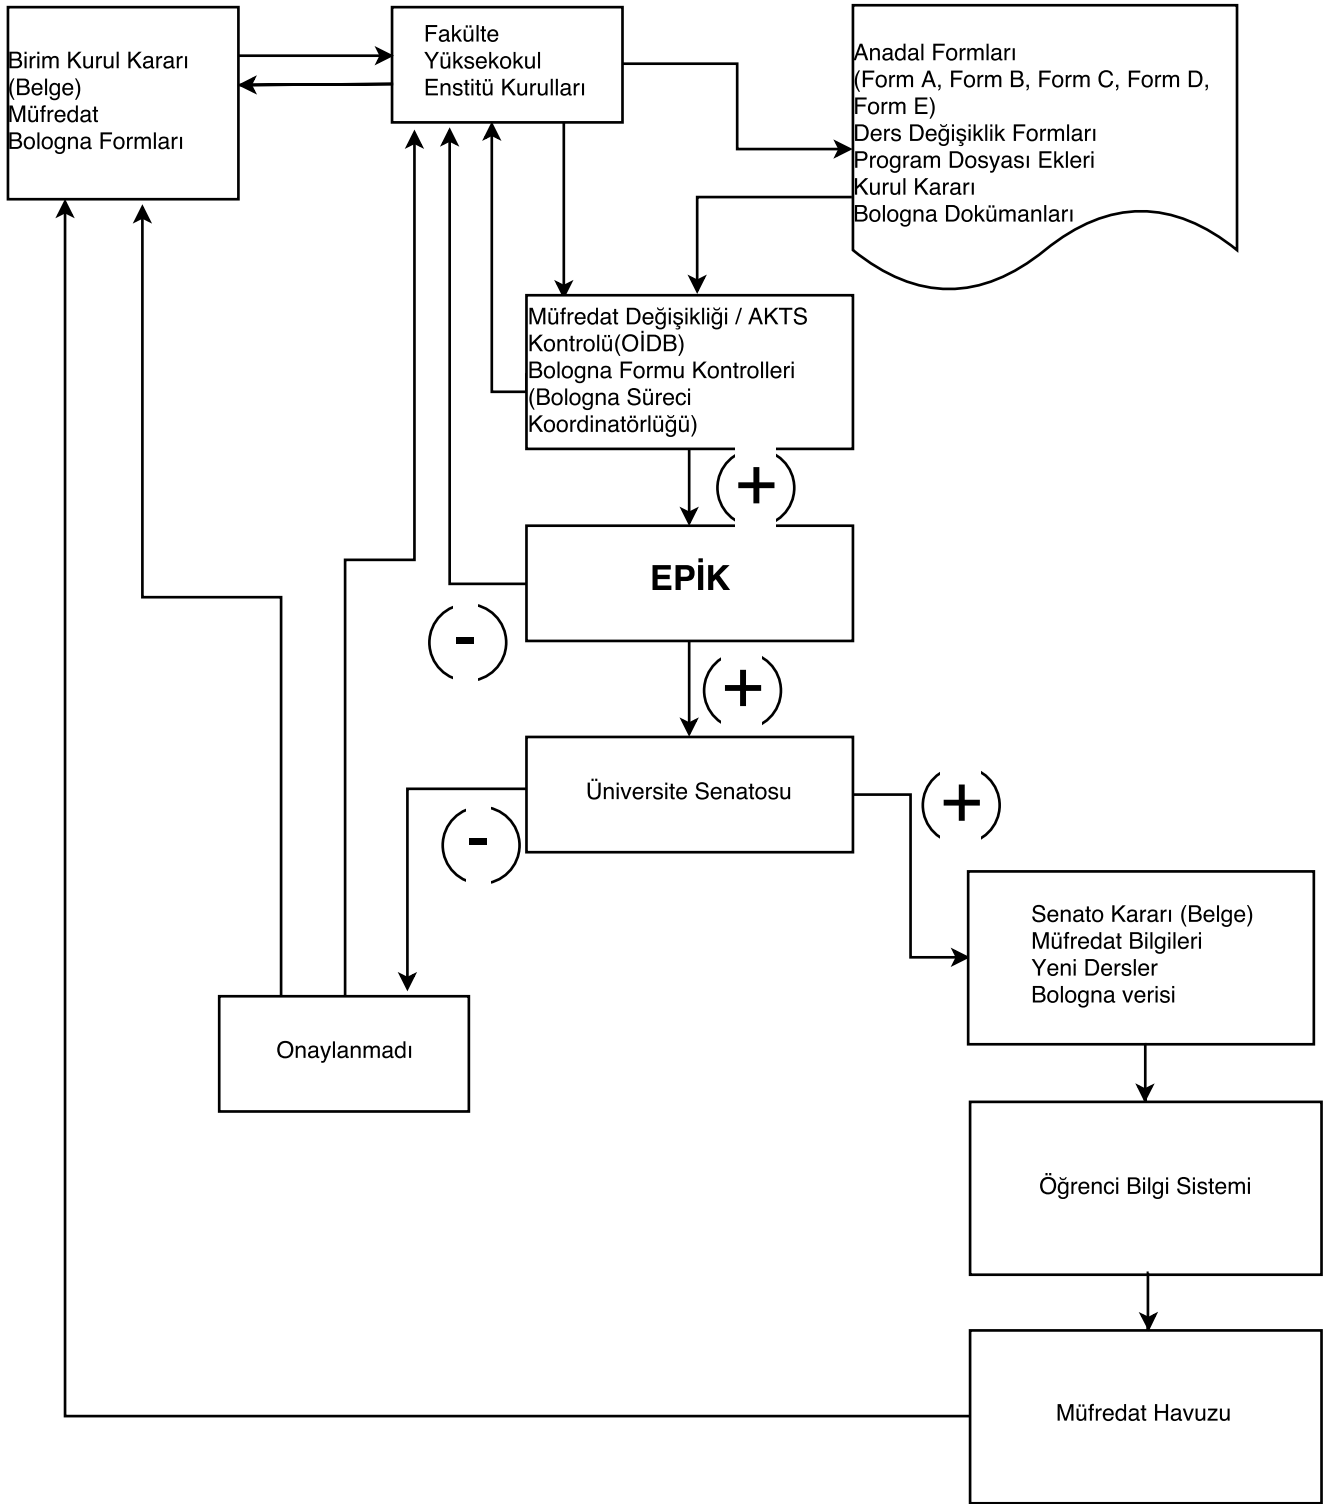 Birim Kurul Kararı
(Belge)
Müfredat
Bologna Formları
Fakülte
Yüksekokul
Enstitü Kurulları
Anadal Formları
(Form A, Form B, Form C, Form D,
Form E)
Ders Değişiklik Formları
Program Dosyası Ekleri
Kurul Kararı
Bologna Dokümanları
Müfredat Değişikliği / AKTS
Kontrolü(OİDB)
Bologna Formu Kontrolleri
(Bologna Süreci
Koordinatörlüğü)
(+)
EPİK
(-)
(+)
Üniversite Senatosu
(+)
(-)
Senato Kararı (Belge)
Müfredat Bilgileri
Yeni Dersler
Bologna verisi
Onaylanmadı
Öğrenci Bilgi Sistemi
Müfredat Havuzu